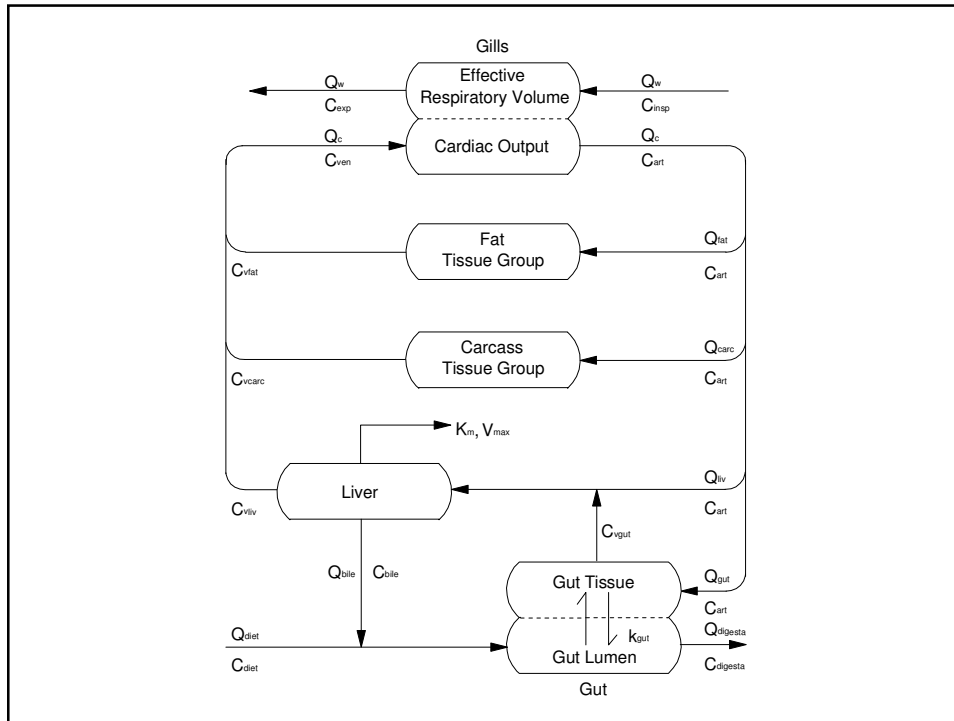 Gills
Qw
Cexp
Effective
Respiratory Volume
Qw
Cinsp
Qc
Cven
Cardiac Output
Qc
Cart
Fat
Tissue Group
Qfat
Cvfat
Cart
Carcass
Tissue Group
Qcarc
Cvcarc
Cart
Km, Vmax
Liver
Qliv
Cvliv
Cart
Cvgut
Qbile
Cbile
Gut Tissue
Qgut
Cart
Qdiet
Cdiet
kgut
Gut Lumen
Qdigesta
Cdigesta
Gut